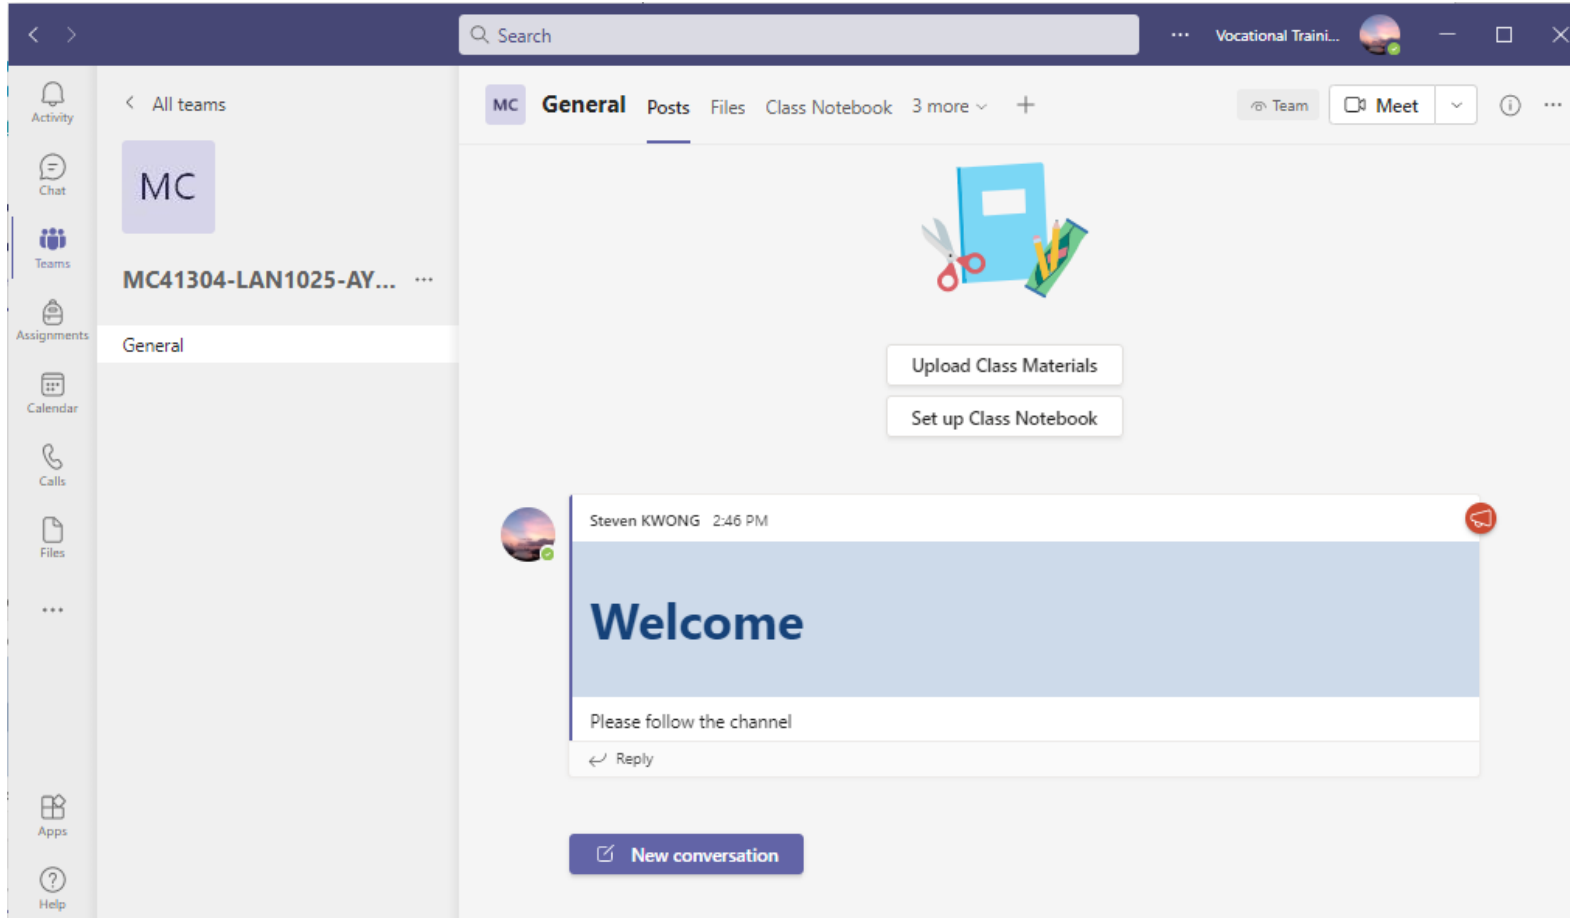 Search
Vocational Traini...
Activity
Chat
Teams
Assignments
Calendar
Calls
Files
Apps
Help
All teams
MC
MC41304-LAN1025-AY...
General
MC General Posts Files Class Notebook 3 more
Team Meet
Upload Class Materials
Set up Class Notebook
Steven KWONG 2:46 PM
Welcome
Please follow the channel
Reply
New conversation